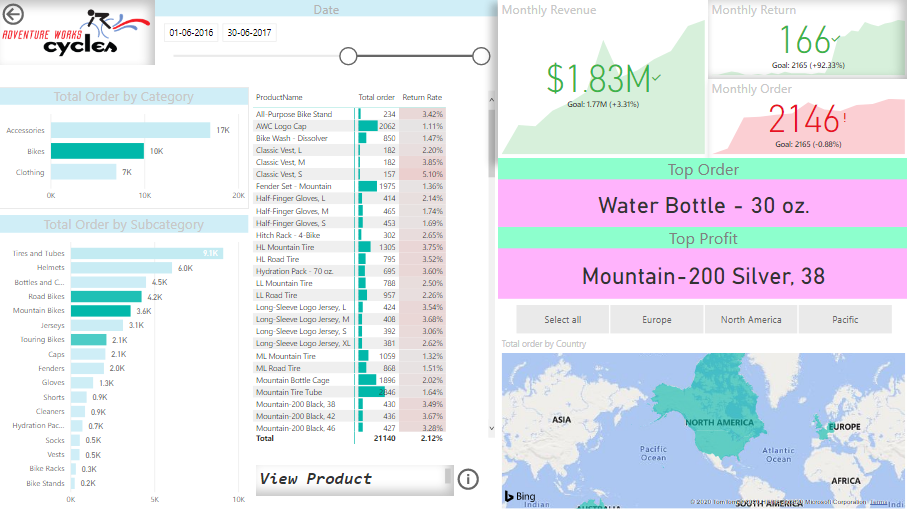 ADVENTURE WORKS
cycles
Date
01-06-2016 30-06-2017
Total Order by Category
Accessories 17K
Bikes 10K
Clothing 7K
0K 10K 20K
Total Order by Subcategory
Tires and Tubes 9.1K
Helmets 6.0K
Bottles and C... 4.5K
Road Bikes 4.2K
Mountain Bikes 3.6K
Jerseys 3.1K
Touring Bikes 2.1K
Caps 2.1K
Fenders 2.0K
Gloves 1.3K
Shorts 0.9K
Cleaners 0.9K
Hydration Pac... 0.7K
Socks 0.5K
Vests 0.5K
Bike Racks 0.3K
Bike Stands 0.2K
0K 5K 10K
ProductName Total order Return Rate
All-Purpose Bike Stand 234 3.42%
AWC Logo Cap 2062 1.11%
Bike Wash - Dissolver 850 1.47%
Classic Vest, L 182 2.20%
Classic Vest, M 182 3.85%
Classic Vest, S 157 5.10%
Fender Set - Mountain 1975 1.36%
Half-Finger Gloves, L 414 2.14%
Half-Finger Gloves, M 465 1.74%
Half-Finger Gloves, S 453 1.69%
Hitch Rack - 4-Bike 302 2.65%
HL Mountain Tire 1305 3.75%
HL Road Tire 795 3.52%
Hydration Pack - 70 oz. 695 3.60%
LL Mountain Tire 788 2.50%
LL Road Tire 957 2.26%
Long-Sleeve Logo Jersey, L 424 3.54%
Long-Sleeve Logo Jersey, M 408 3.68%
Long-Sleeve Logo Jersey, S 392 3.06%
Long-Sleeve Logo Jersey, XL 381 2.62%
ML Mountain Tire 1059 1.32%
ML Road Tire 868 1.51%
Mountain Bottle Cage 1896 2.02%
Mountain Tire Tube 2846 1.64%
Mountain-200 Black, 38 430 3.49%
Mountain-200 Black, 42 436 3.67%
Mountain-200 Black, 46 427 3.28%
Total 21140 2.12%
View Product
Monthly Revenue
$1.83M
Goal: 1.77M (+3.31%)
Monthly Return
166
Goal: 2165 (+92.33%)
Monthly Order
2146!
Goal: 2165 (-0.88%)
Top Order
Water Bottle - 30 oz.
Top Profit
Mountain-200 Silver, 38
Select all Europe North America Pacific
Total order by Country
ASIA
NORTH AMERICA
EUROPE
Pacific
Ocean
Atlantic
Ocean
AFRICA
Bing
SOUTH AMERICA
Indian
AUSTRALIA
© 2020 TomTom
Microsoft Corporation Terms